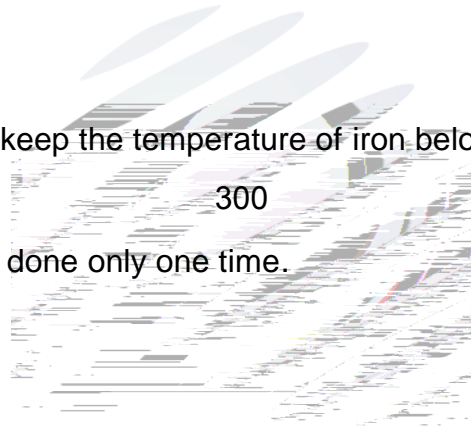 keep the temperature of iron belo
300
done only one time.